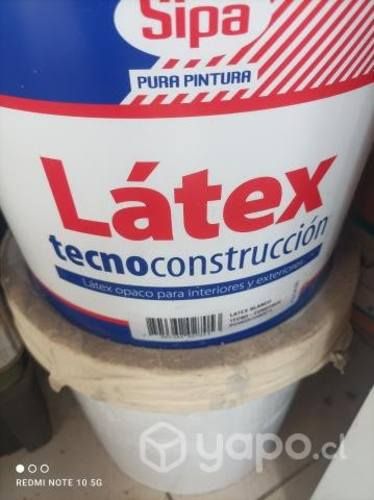 Sipa
PURA PINTURA
Látex
tecnoconstrucción
Látex opaco para interiores y exteriores
LATEX BLANCO
yapo.cl
REDMI NOTE 10 5G